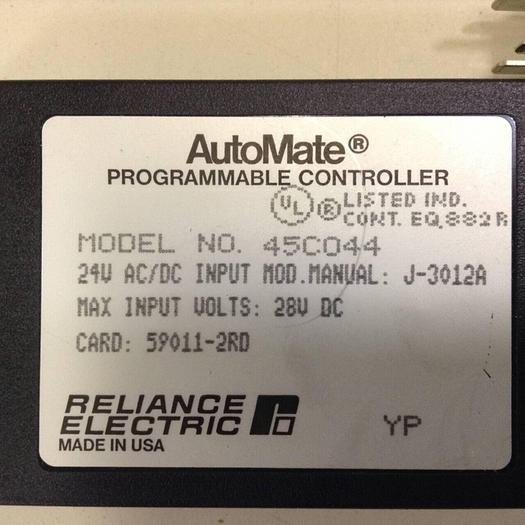 AutoMate®
PROGRAMMABLE CONTROLLER
UL ® LISTED IND.
CONT. EQ.882R
MODEL NO. 45C044
24V AC/DC INPUT MOD.MANUAL: J-3012A
MAX INPUT VOLTS: 28V DC
CARD: 59011-2RD
RELIANCE
ELECTRIC
MADE IN USA
YP